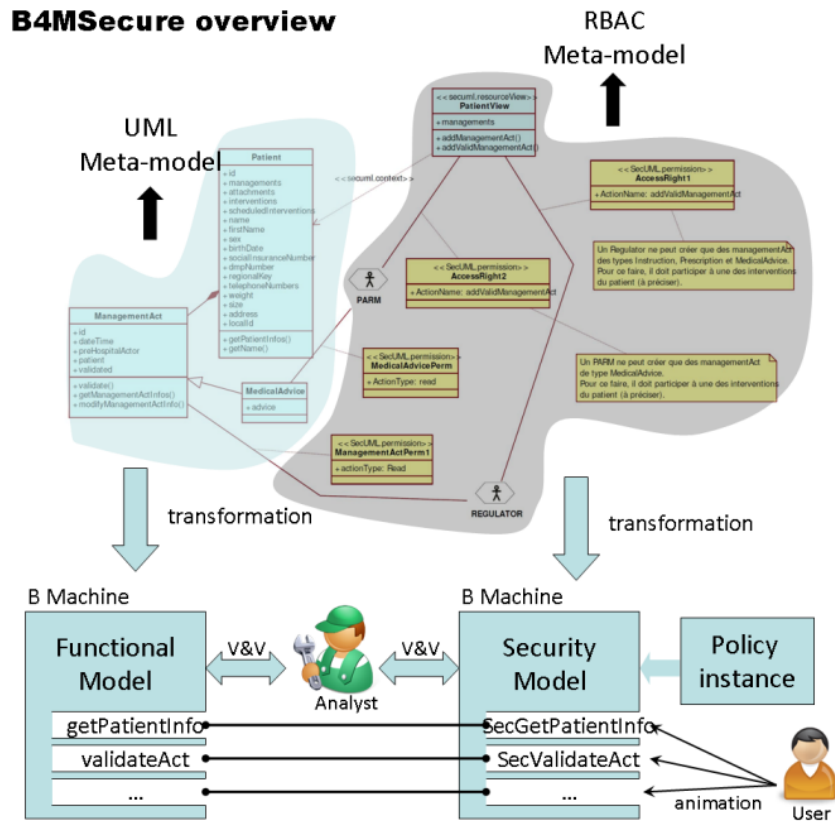 B4MSecure overview
RBAC
Meta-model
UML
Meta-model
<<secuml.resourceView>>
PatientView
+ managements
+ addManagementAct()
+ addValidManagementAct()
Patient
+ id
+ managements
+ attachments
+ interventions
+ scheduledInterventions
+ name
+ firstName
+ sex
+ birthDate
+ socialInsuranceNumber
+ dmpNumber
+ regionalKey
+ telephoneNumbers
+ weight
+ size
+ address
+ localId
+ getPatientInfos()
+ getName()
<<secuml.context>>
<<SecUML.permission>>
AccessRight1
+ ActionName: addValidManagementAct
Un Regulator ne peut créer que des managementAct
des types Instruction, Prescription et MedicalAdvice.
Pour ce faire, il doit participer à une des interventions
du patient (à préciser).
<<SecUML.permission>>
AccessRight2
+ ActionName: addValidManagementAct
PARM
ManagementAct
+ id
+ dateTime
+ preHospitalActor
+ patient
+ validated
+ validate()
+ getManagementActInfos()
+ modifyManagementActInfo()
<<SecUML.permission>>
MedicalAdvicePerm
+ ActionType: read
Un PARM ne peut créer que des managementAct
de type MedicalAdvice.
Pour ce faire, il doit participer à une des interventions
du patient (à préciser).
MedicalAdvice
+ advice
<<SecUML.permission>>
ManagementActPerm1
+ actionType: Read
REGULATOR
transformation
transformation
B Machine
B Machine
Functional
Model
V&V
Analyst
V&V
Security
Model
Policy
instance
getPatientInfo
SecGetPatientInfo
validateAct
SecValidateAct
...
...
animation
User